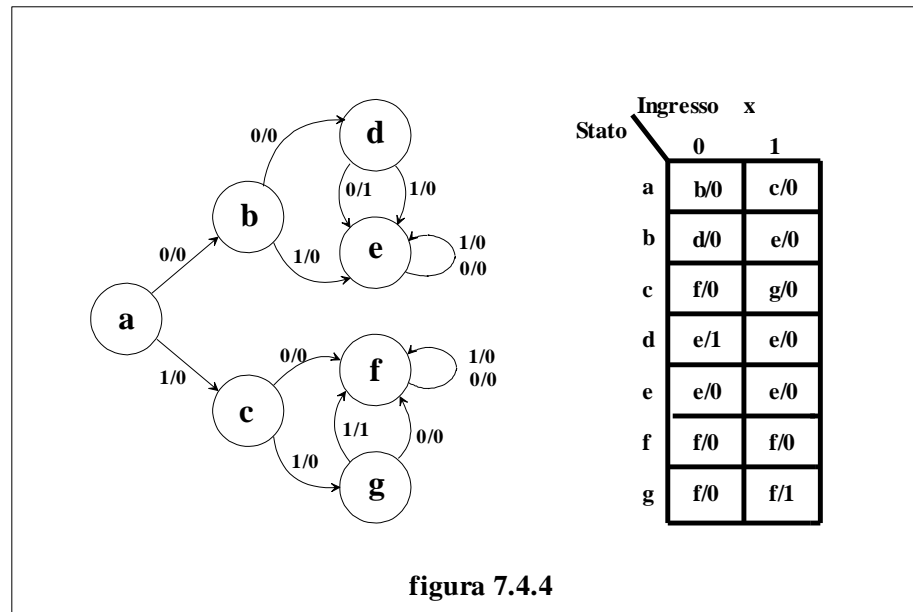 0/0
d
0/1
1/0
b
0/0
1/0
e
1/0
0/0
a
1/0
0/0
f
1/0
0/0
c
1/1
0/0
1/0
g
Ingresso x
Stato
0 1
a b/0 c/0
b d/0 e/0
c f/0 g/0
d e/1 e/0
e e/0 e/0
f f/0 f/0
g f/0 f/1
figura 7.4.4